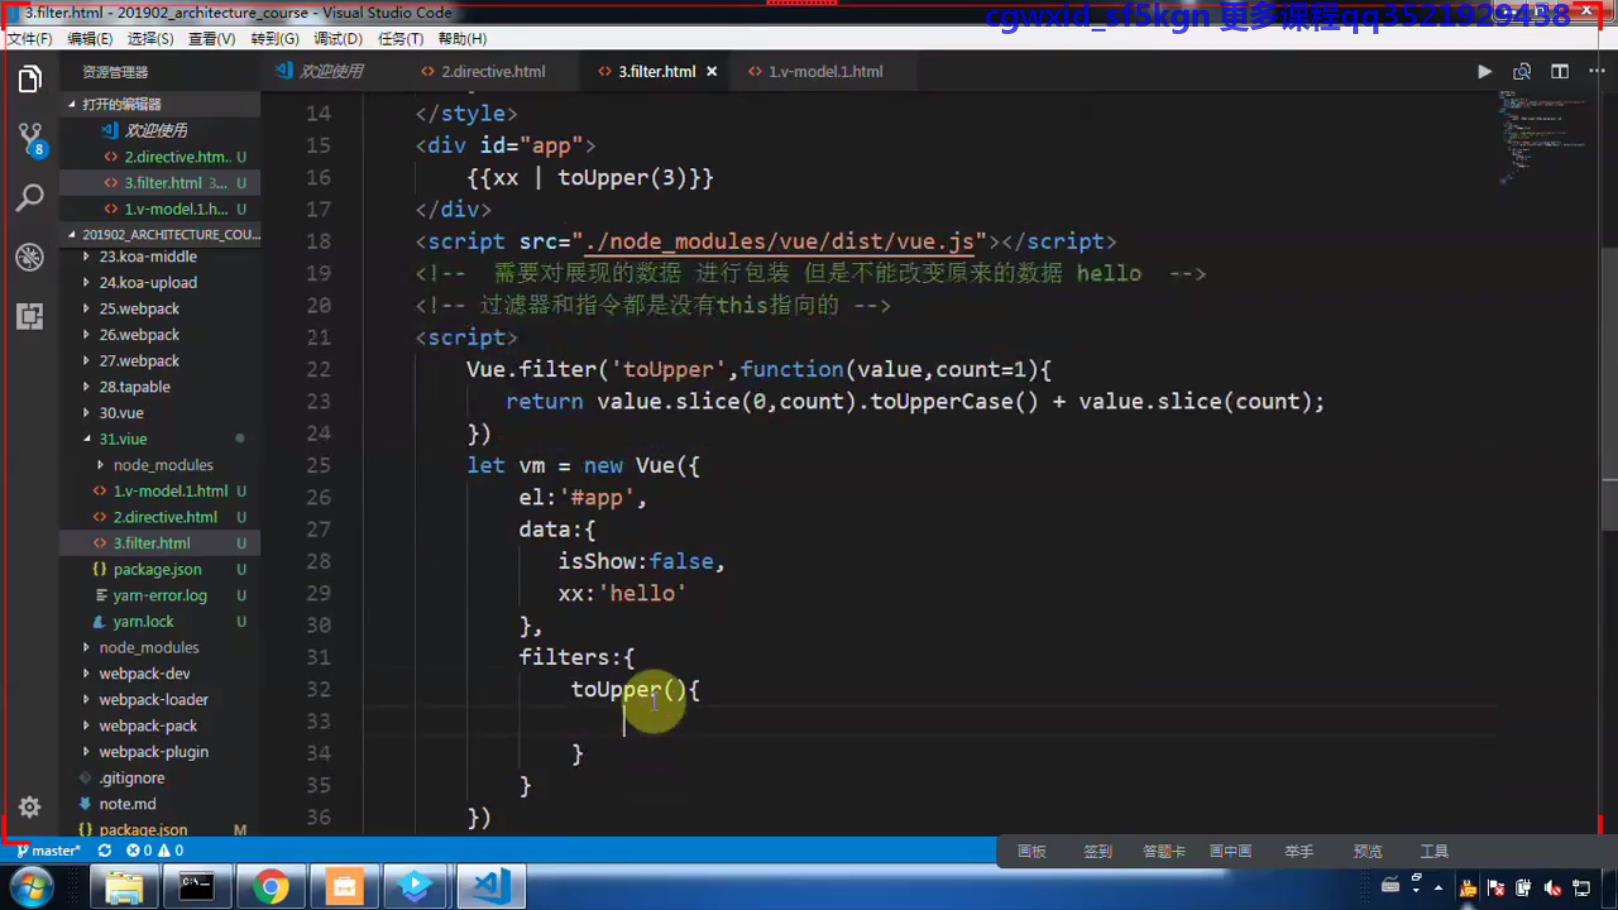 3.filter.html - 201902_architecture_course - Visual Studio Code
cgwxid_sf5kgn 更多课程qq3521929438
文件(F) 编辑(E) 选择(S) 查看(V) 转到(G) 调试(D) 任务(T) 帮助(H)
资源管理器
欢迎使用 2.directive.html 3.filter.html 1.v-model.1.html
打开的编辑器
欢迎使用
2.directive.htm.. U
3.filter.html 3... U
1.v-model.1.h... U
201902_ARCHITECTURE_COU...
23.koa-middle
24.koa-upload
25.webpack
26.webpack
27.webpack
28.tapable
30.vue
31.viue
node_modules
1.v-model.1.html U
2.directive.html U
3.filter.html U
package.json U
yarn-error.log U
yarn.lock U
node_modules
webpack-dev
webpack-loader
webpack-pack
webpack-plugin
.gitignore
note.md
package.json M
8
14 </style>
15 <div id="app">
16 {{xx | toUpper(3)}}
17 </div>
18 <script src="./node_modules/vue/dist/vue.js"></script>
19 <!-- 需要对展现的数据 进行包装 但是不能改变原来的数据 hello -->
20 <!-- 过滤器和指令都是没有this指向的 -->
21 <script>
22 Vue.filter('toUpper',function(value,count=1){
23 return value.slice(0,count).toUpperCase() + value.slice(count);
24 })
25 let vm = new Vue({
26 el:'#app',
27 data:{
28 isShow:false,
29 xx:'hello'
30 },
31 filters:{
32 toUpper(){
33
34 }
35 }
36 })
master* 0 0
画板 签到 答题卡 画中画 举手 预览 工具